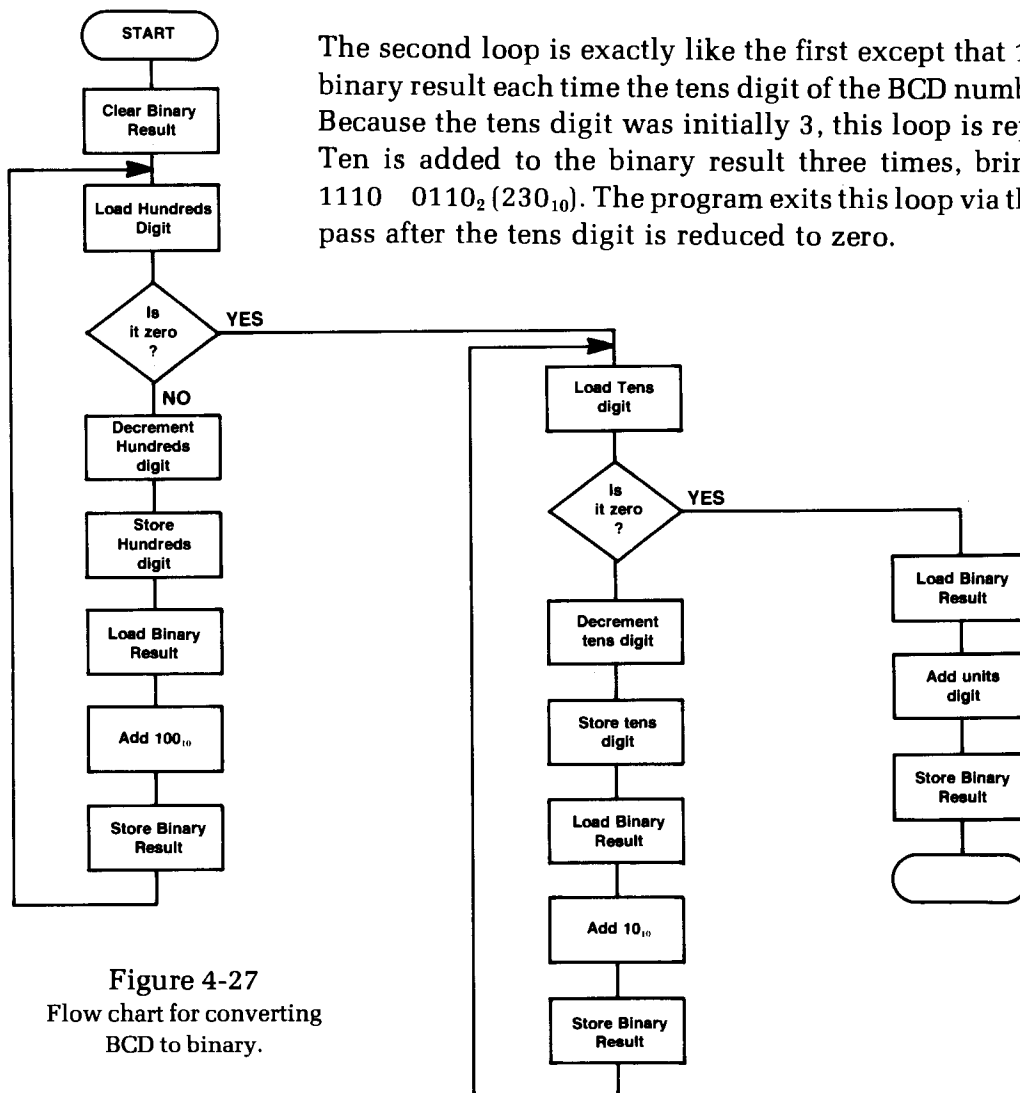 START
The second loop is exactly like the first except that
binary result each time the tens digit of the BCD
Because the tens digit was initially 3, this loop is
Ten is added to the binary result three times,
1110 0110₂ (230₁₀). The program exits this loop via
pass after the tens digit is reduced to zero.
Clear Binary
Result
Load Hundreds
Digit
Is
it zero
?
YES
NO
Decrement
Hundreds
digit
Store
Hundreds
digit
Load Binary
Result
Add 100₁₀
Store Binary
Result
Load Tens
digit
Is
it zero
?
YES
Decrement
tens digit
Store tens
digit
Load Binary
Result
Add 10₁₀
Store Binary
Result
Load Binary
Result
Add units
digit
Store Binary
Result
Figure 4-27
Flow chart for converting
BCD to binary.